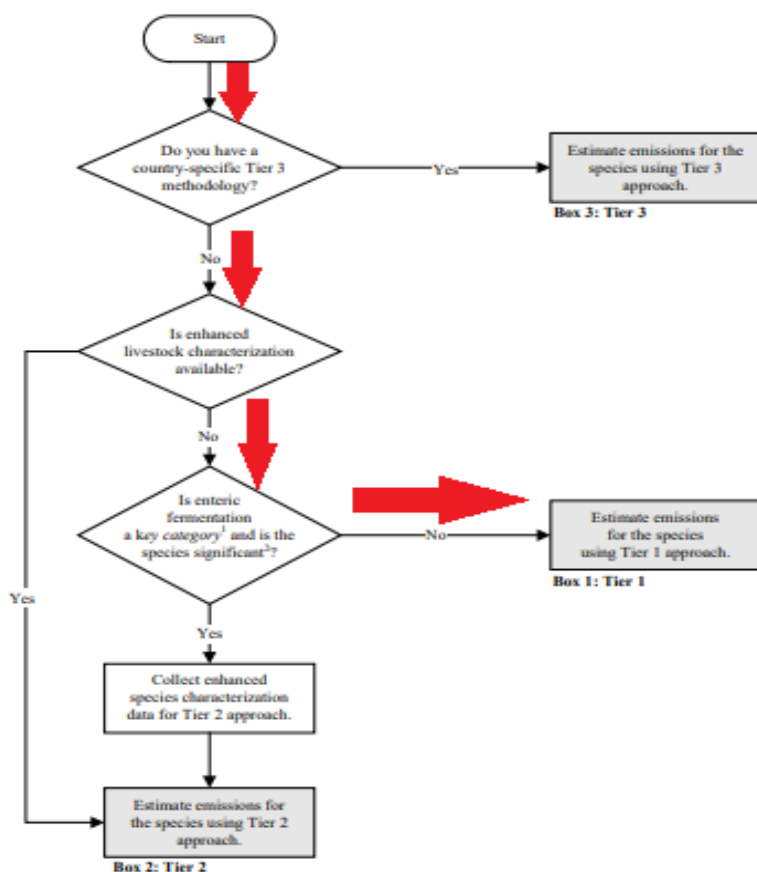 Start
Do you have a
country-specific Tier 3
methodology?
Yes
Estimate emissions for the
species using Tier 3
approach.
Box 3: Tier 3
No
Is enhanced
livestock characterization
available?
No
Is enteric
fermentation
a key category¹ and is the
species significant²?
No
Estimate emissions
for the species
using Tier 1 approach.
Box 1: Tier 1
Yes
Yes
Collect enhanced
species characterization
data for Tier 2 approach.
Estimate emissions for
the species using Tier 2
approach.
Box 2: Tier 2